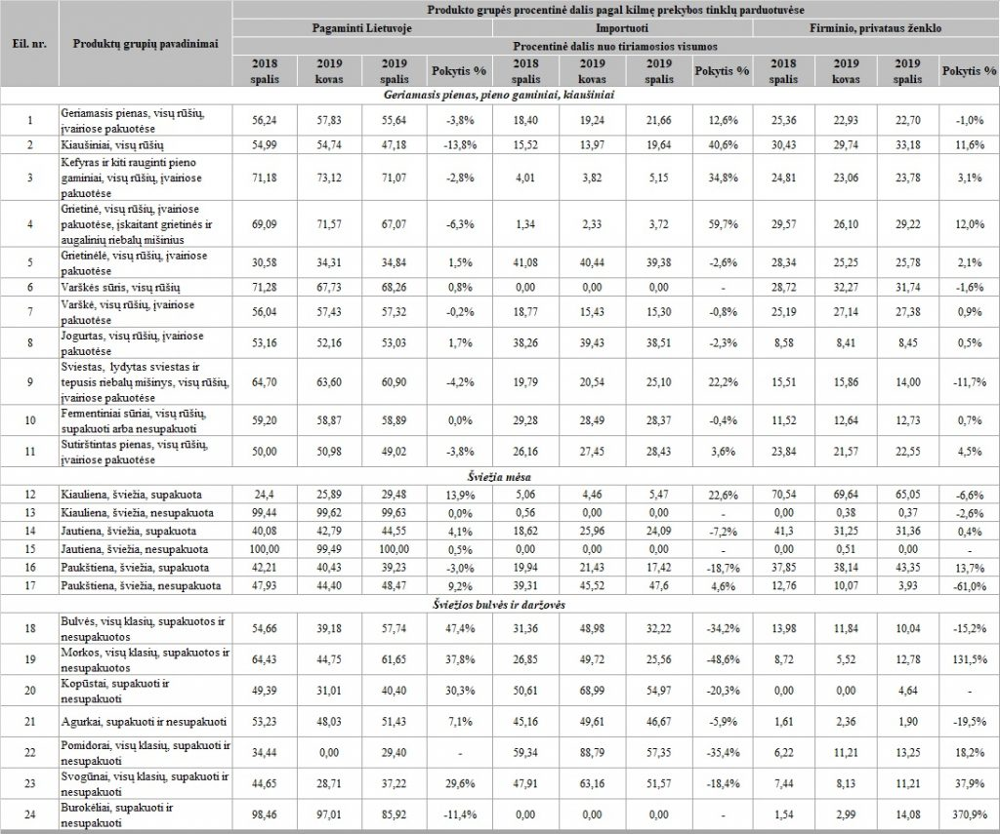 Produkto grupės procentinė dalis pagal kilmę prekybos tinklų parduotuvėse
Eil. nr. Produktų grupių pavadinimai
Pagaminti Lietuvoje Importuoti Firminio, privataus ženklo
Procentinė dalis nuo tiriamosios visumos
2018 spalis 2019 kovas 2019 spalis Pokytis % 2018 spalis 2019 kovas 2019 spalis Pokytis % 2018 spalis 2019 kovas 2019 spalis Pokytis %
Geriamasis pienas, pieno gaminiai, kiaušiniai
1 Geriamasis pienas, visų rūšių, įvairiose pakuotėse 56,24 57,83 55,64 -3,8% 18,40 19,24 21,66 12,6% 25,36 22,93 22,70 -1,0%
2 Kiaušiniai, visų rūšių 54,99 54,74 47,18 -13,8% 15,52 13,97 19,64 40,6% 30,43 29,74 33,18 11,6%
3 Kefyras ir kiti rauginti pieno gaminiai, visų rūšių, įvairiose pakuotėse 71,18 73,12 71,07 -2,8% 4,01 3,82 5,15 34,8% 24,81 23,06 23,78 3,1%
4 Grietinė, visų rūšių, įvairiose pakuotėse, įskaitant grietinės ir augalinių riebalų mišinius 69,09 71,57 67,07 -6,3% 1,34 2,33 3,72 59,7% 29,57 26,10 29,22 12,0%
5 Grietinėlė, visų rūšių, įvairiose pakuotėse 30,58 34,31 34,84 1,5% 41,08 40,44 39,38 -2,6% 28,34 25,25 25,78 2,1%
6 Varškės sūris, visų rūšių 71,28 67,73 68,26 0,8% 0,00 0,00 0,00 - 28,72 32,27 31,74 -1,6%
7 Varškė, visų rūšių, įvairiose pakuotėse 56,04 57,43 57,32 -0,2% 18,77 15,43 15,30 -0,8% 25,19 27,14 27,38 0,9%
8 Jogurtas, visų rūšių, įvairiose pakuotėse 53,16 52,16 53,03 1,7% 38,26 39,43 38,51 -2,3% 8,58 8,41 8,45 0,5%
9 Sviestas, lydytas sviestas ir tepusis riebalų mišinys, visų rūšių, įvairiose pakuotėse 64,70 63,60 60,90 -4,2% 19,79 20,54 25,10 22,2% 15,51 15,86 14,00 -11,7%
10 Fermentiniai sūriai, visų rūšių, supakuoti arba nesupakuoti 59,20 58,87 58,89 0,0% 29,28 28,49 28,37 -0,4% 11,52 12,64 12,73 0,7%
11 Sutirštintas pienas, visų rūšių, įvairiose pakuotėse 50,00 50,98 49,02 -3,8% 26,16 27,45 28,43 3,6% 23,84 21,57 22,55 4,5%
Šviežia mėsa
12 Kiauliena, šviežia, supakuota 24,4 25,89 29,48 13,9% 5,06 4,46 5,47 22,6% 70,54 69,64 65,05 -6,6%
13 Kiauliena, šviežia, nesupakuota 99,44 99,62 99,63 0,0% 0,56 0,00 0,00 - 0,00 0,38 0,37 -2,6%
14 Jautiena, šviežia, supakuota 40,08 42,79 44,55 4,1% 18,62 25,96 24,09 -7,2% 41,3 31,25 31,36 0,4%
15 Jautiena, šviežia, nesupakuota 100,00 99,49 100,00 0,5% 0,00 0,00 0,00 - 0,00 0,51 0,00 -
16 Paukštiena, šviežia, supakuota 42,21 40,43 39,23 -3,0% 19,94 21,43 17,42 -18,7% 37,85 38,14 43,35 13,7%
17 Paukštiena, šviežia, nesupakuota 47,93 44,40 48,47 9,2% 39,31 45,52 47,6 4,6% 12,76 10,07 3,93 -61,0%
Šviežios bulvės ir daržovės
18 Bulvės, visų klasių, supakuotos ir nesupakuotos 54,66 39,18 57,74 47,4% 31,36 48,98 32,22 -34,2% 13,98 11,84 10,04 -15,2%
19 Morkos, visų klasių, supakuotos ir nesupakuotos 64,43 44,75 61,65 37,8% 26,85 49,72 25,56 -48,6% 8,72 5,52 12,78 131,5%
20 Kopūstai, supakuoti ir nesupakuoti 49,39 31,01 40,40 30,3% 50,61 68,99 54,97 -20,3% 0,00 0,00 4,64 -
21 Agurkai, supakuoti ir nesupakuoti 53,23 48,03 51,43 7,1% 45,16 49,61 46,67 -5,9% 1,61 2,36 1,90 -19,5%
22 Pomidorai, visų klasių, supakuoti ir nesupakuoti 34,44 0,00 29,40 - 59,34 88,79 57,35 -35,4% 6,22 11,21 13,25 18,2%
23 Svogūnai, visų klasių, supakuoti ir nesupakuoti 44,65 28,71 37,22 29,6% 47,91 63,16 51,57 -18,4% 7,44 8,13 11,21 37,9%
24 Burokėliai, supakuoti ir nesupakuoti 98,46 97,01 85,92 -11,4% 0,00 0,00 0,00 - 1,54 2,99 14,08 370,9%